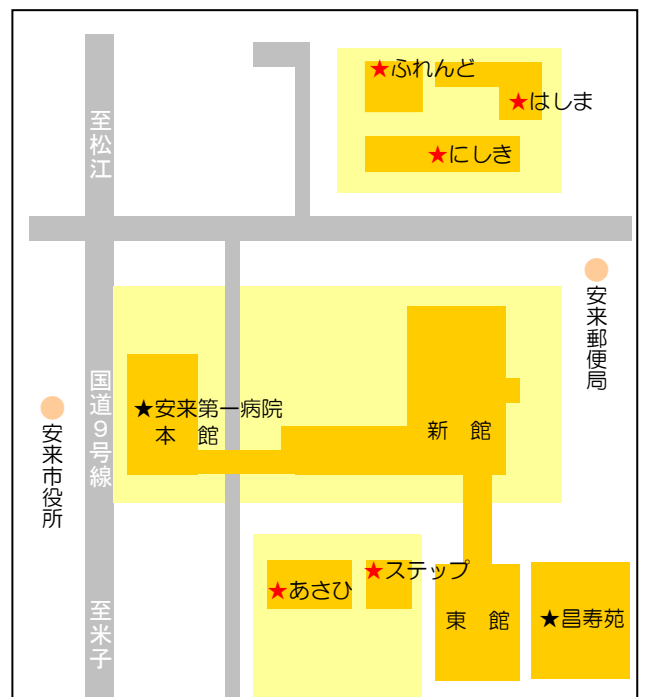 至松江
★ふれんど
★はしま
★にしき
安来郵便局
国道9号線
★安来第一病院
本　館
新　館
安来市役所
★あさひ
★ステップ
東　館
★昌寿苑
至米子